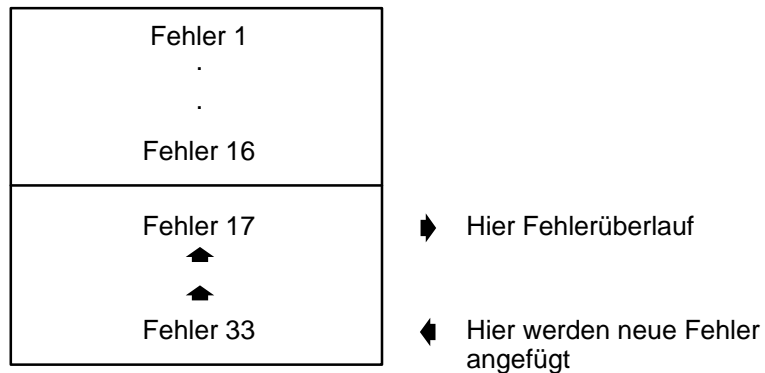 Fehler 1
.
.
Fehler 16
Fehler 17
Hier Fehlerüberlauf
Fehler 33
Hier werden neue Fehler
angefügt